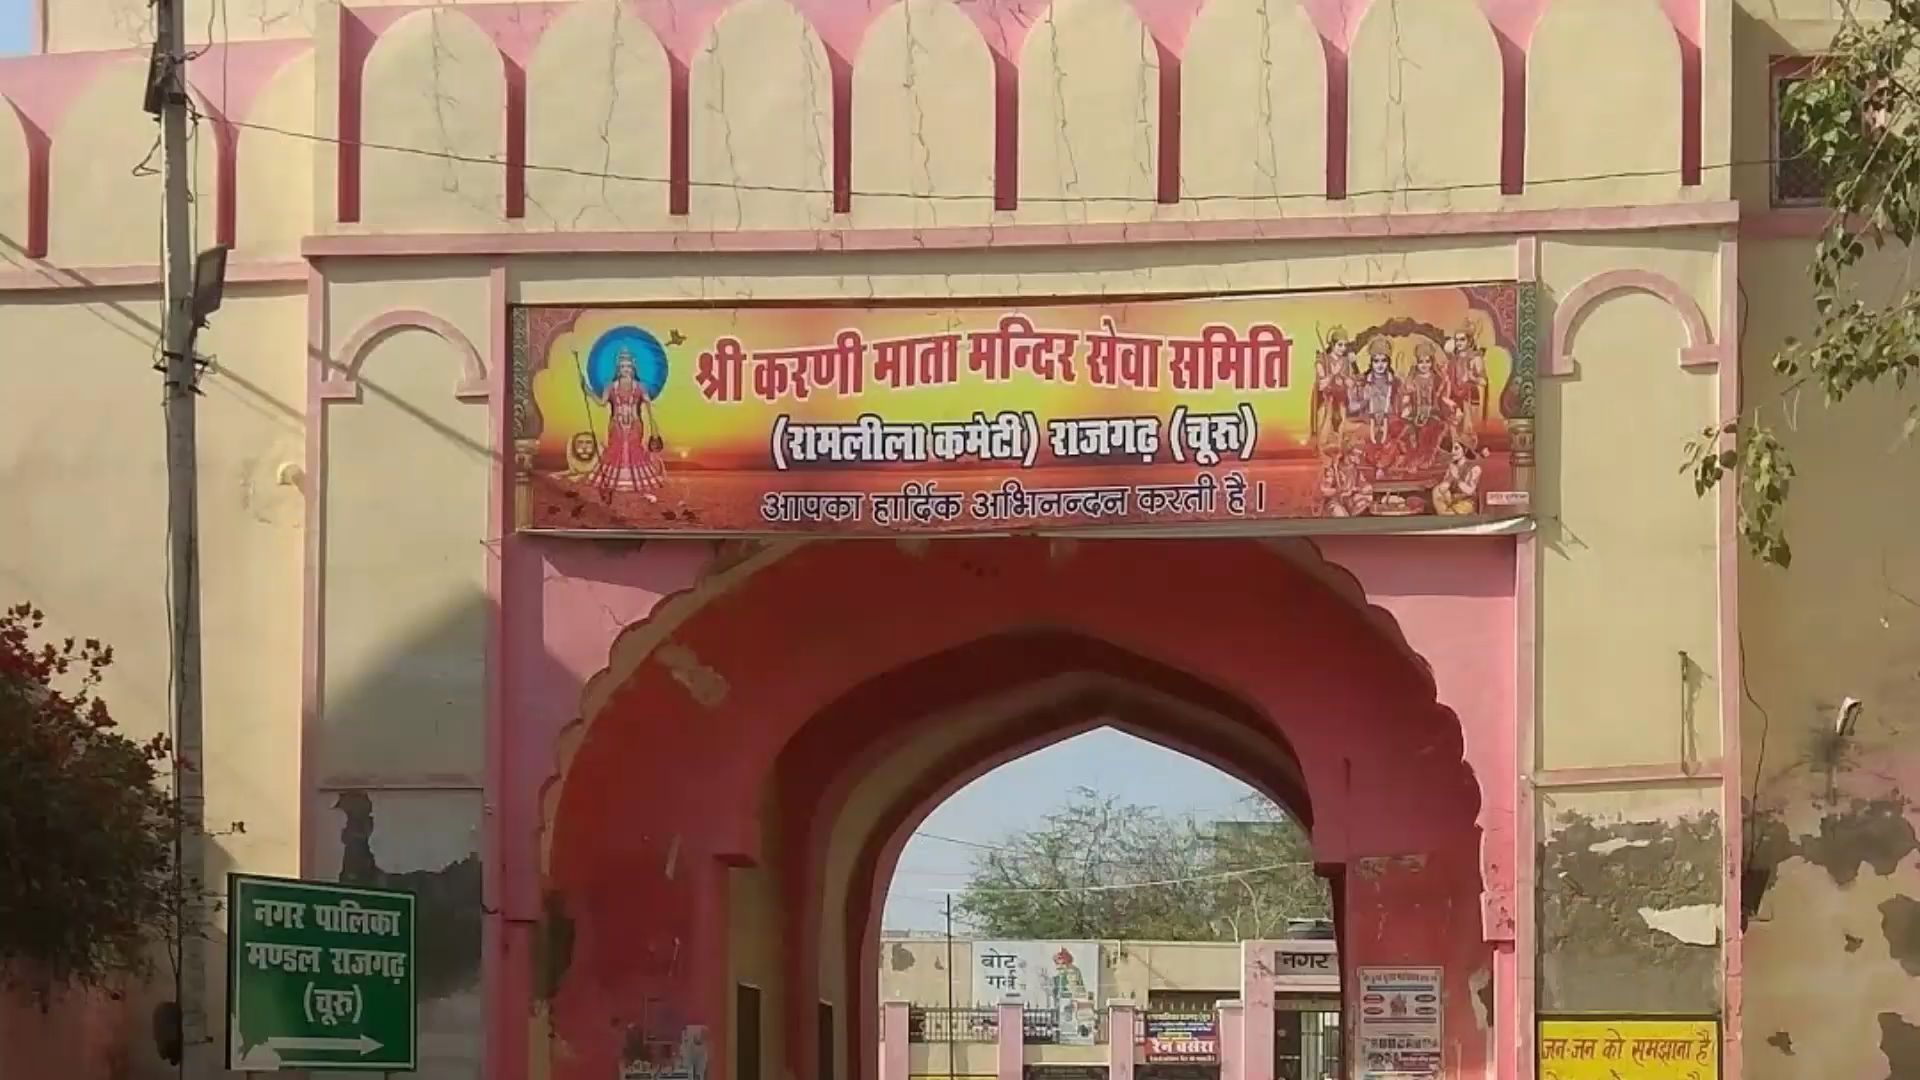 श्री करणी माता मन्दिर सेवा समिति
(रामलीला कमेटी) राजगढ़ (चूरू)
आपका हार्दिक अभिनन्दन करती है।
नगर पालिका
मण्डल राजगढ़
(चूरू)
वोट
गर्व
नगर
रैन बसेरा
जन-जन को समझाना है